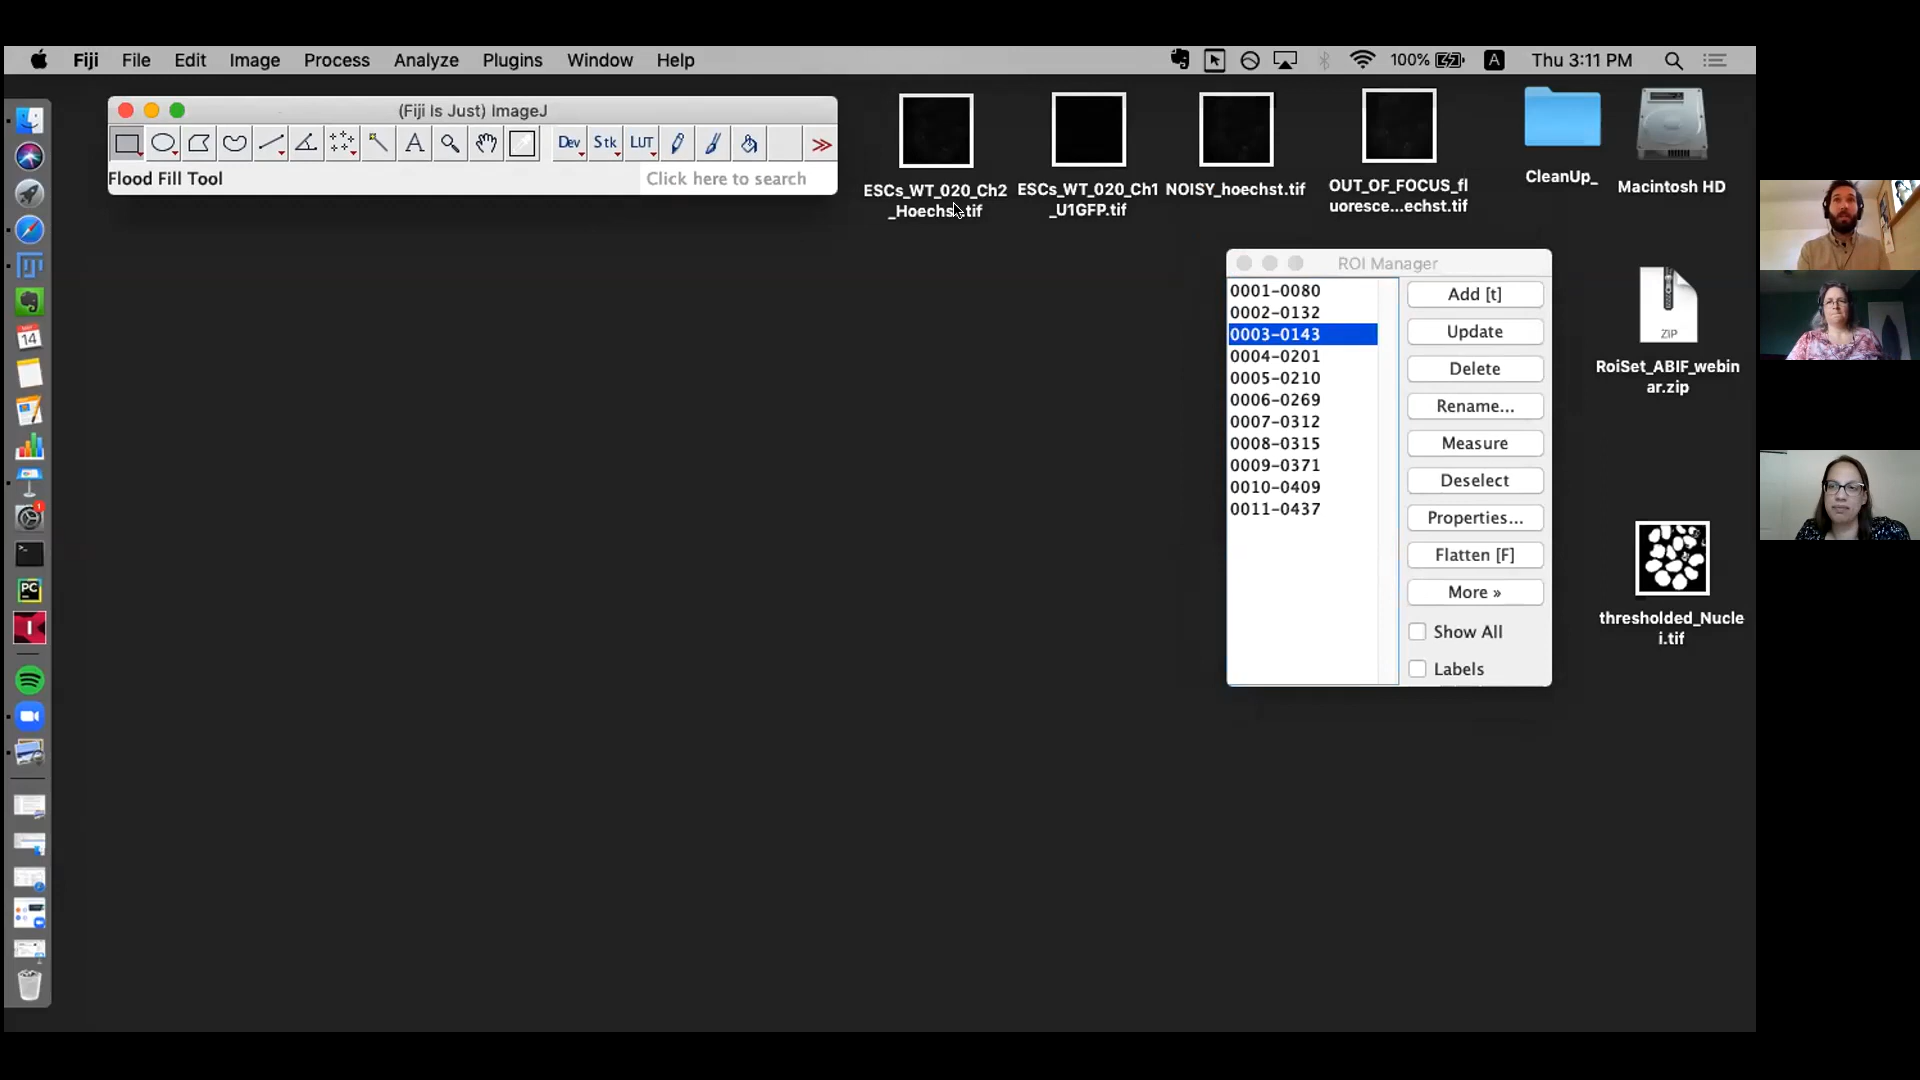 Fiji File Edit Image Process Analyze Plugins Window Help
100% A Thu 3:11 PM
(Fiji Is Just) ImageJ
A Dev Stk LUT >>
Flood Fill Tool
Click here to search
ESCs_WT_020_Ch2
_Hoechst.tif
ESCs_WT_020_Ch1
_U1GFP.tif
NOISY_hoechst.tif
OUT_OF_FOCUS_fl
uoresce...echst.tif
CleanUp_
Macintosh HD
ROI Manager
0001-0080
0002-0132
0003-0143
0004-0201
0005-0210
0006-0269
0007-0312
0008-0315
0009-0371
0010-0409
0011-0437
Add [t]
Update
Delete
Rename...
Measure
Deselect
Properties...
Flatten [F]
More »
Show All
Labels
ZIP
RoiSet_ABIF_webin
ar.zip
thresholded_Nucle
i.tif
14
1
PC
I